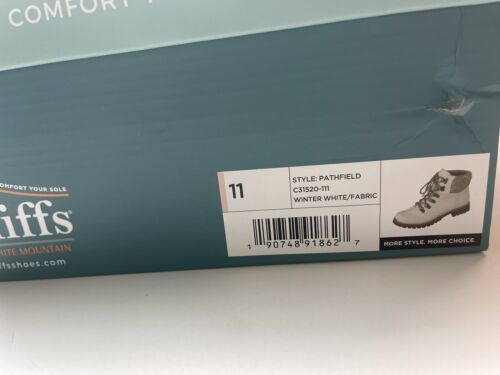 COMFORT
11
STYLE: PATHFIELD
C31520-111
WINTER WHITE/FABRIC
1 90748 91862 7
MORE STYLE. MORE CHOICE.
COMFORT YOUR SOLE
iffs®
ITE MOUNTAIN
fsshoes.com